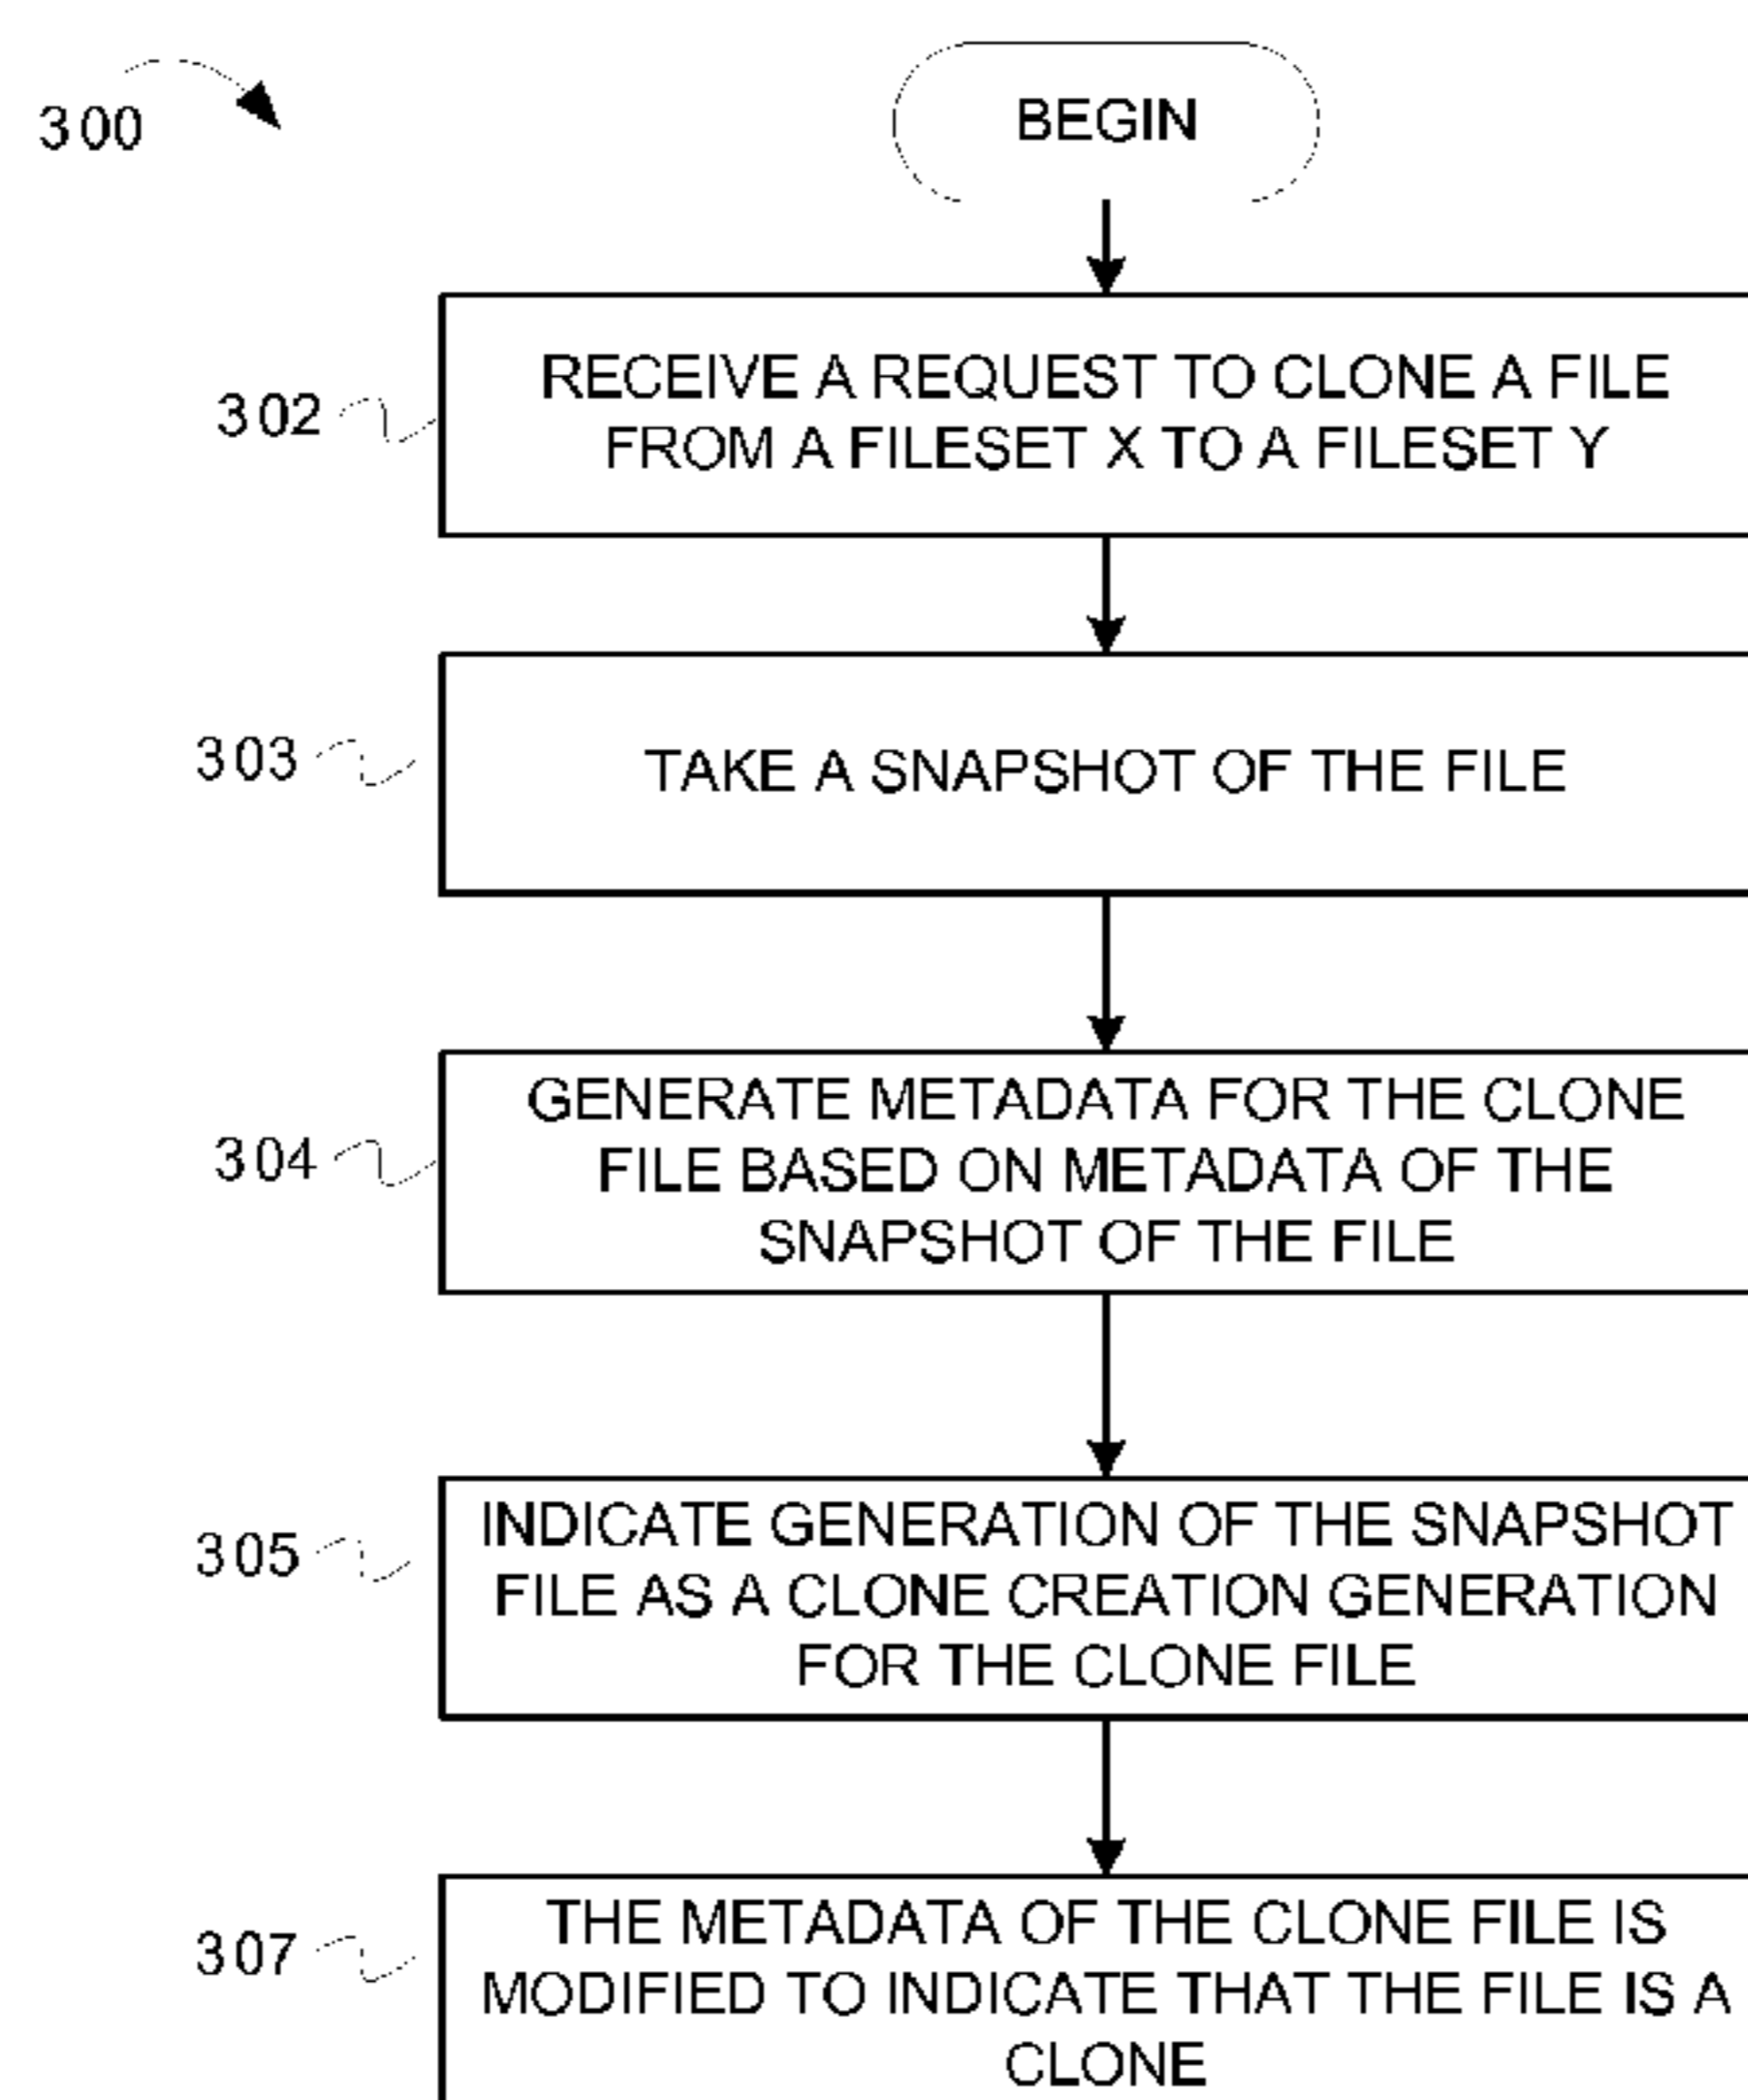 300
BEGIN
302
RECEIVE A REQUEST TO CLONE A FILE
FROM A FILESET X TO A FILESET Y
303
TAKE A SNAPSHOT OF THE FILE
304
GENERATE METADATA FOR THE CLONE
FILE BASED ON METADATA OF THE
SNAPSHOT OF THE FILE
305
INDICATE GENERATION OF THE SNAPSHOT
FILE AS A CLONE CREATION GENERATION
FOR THE CLONE FILE
307
THE METADATA OF THE CLONE FILE IS
MODIFIED TO INDICATE THAT THE FILE IS A
CLONE